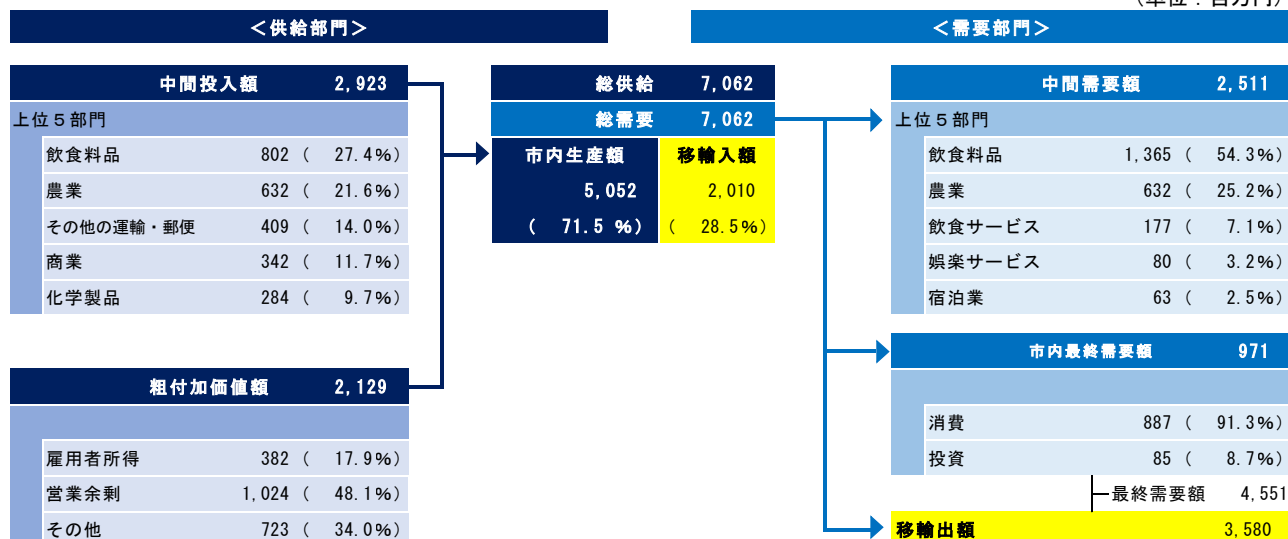 (単位：百万円)
＜供給部門＞
＜需要部門＞
中間投入額 2,923
上位５部門
飲食料品 802 ( 27.4%)
農業 632 ( 21.6%)
その他の運輸・郵便 409 ( 14.0%)
商業 342 ( 11.7%)
化学製品 284 ( 9.7%)
粗付加価値額 2,129
雇用者所得 382 ( 17.9%)
営業余剰 1,024 ( 48.1%)
その他 723 ( 34.0%)
総供給 7,062
総需要 7,062
市内生産額 移輸入額
5,052 2,010
( 71.5 %) ( 28.5%)
中間需要額 2,511
上位５部門
飲食料品 1,365 ( 54.3%)
農業 632 ( 25.2%)
飲食サービス 177 ( 7.1%)
娯楽サービス 80 ( 3.2%)
宿泊業 63 ( 2.5%)
市内最終需要額 971
消費 887 ( 91.3%)
投資 85 ( 8.7%)
最終需要額 4,551
移輸出額 3,580